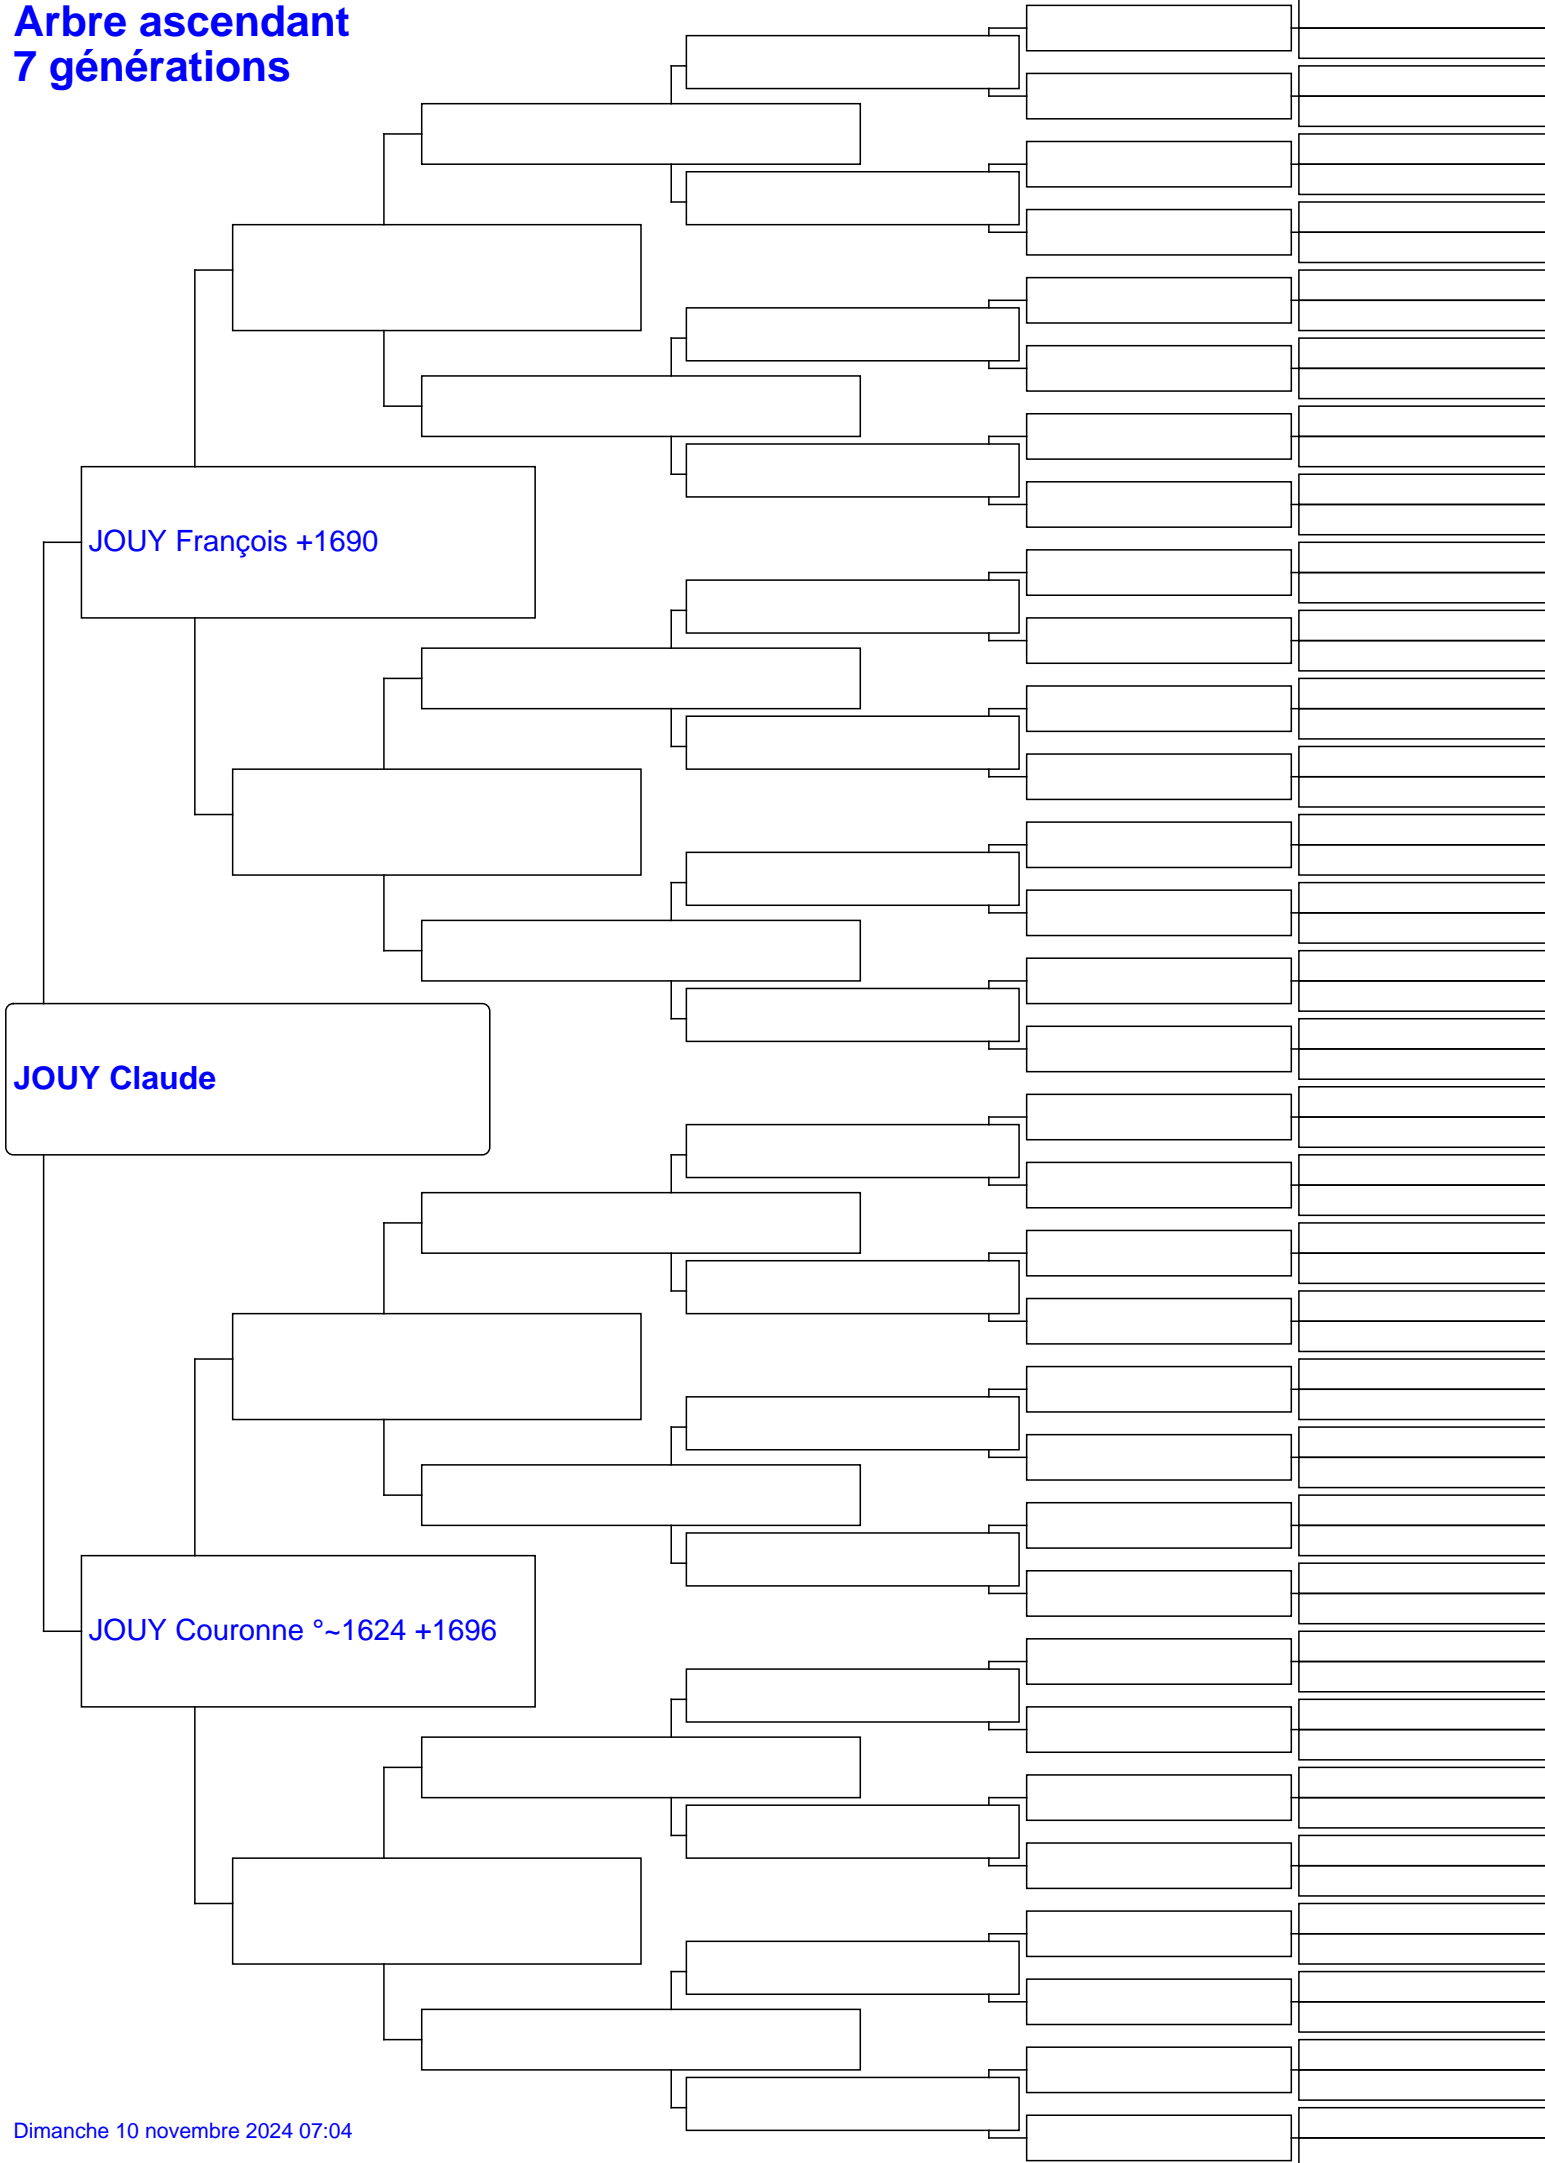 Arbre ascendant
7 générations
JOUY François +1690
JOUY Claude
JOUY Couronne °~1624 +1696
Dimanche 10 novembre 2024 07:04